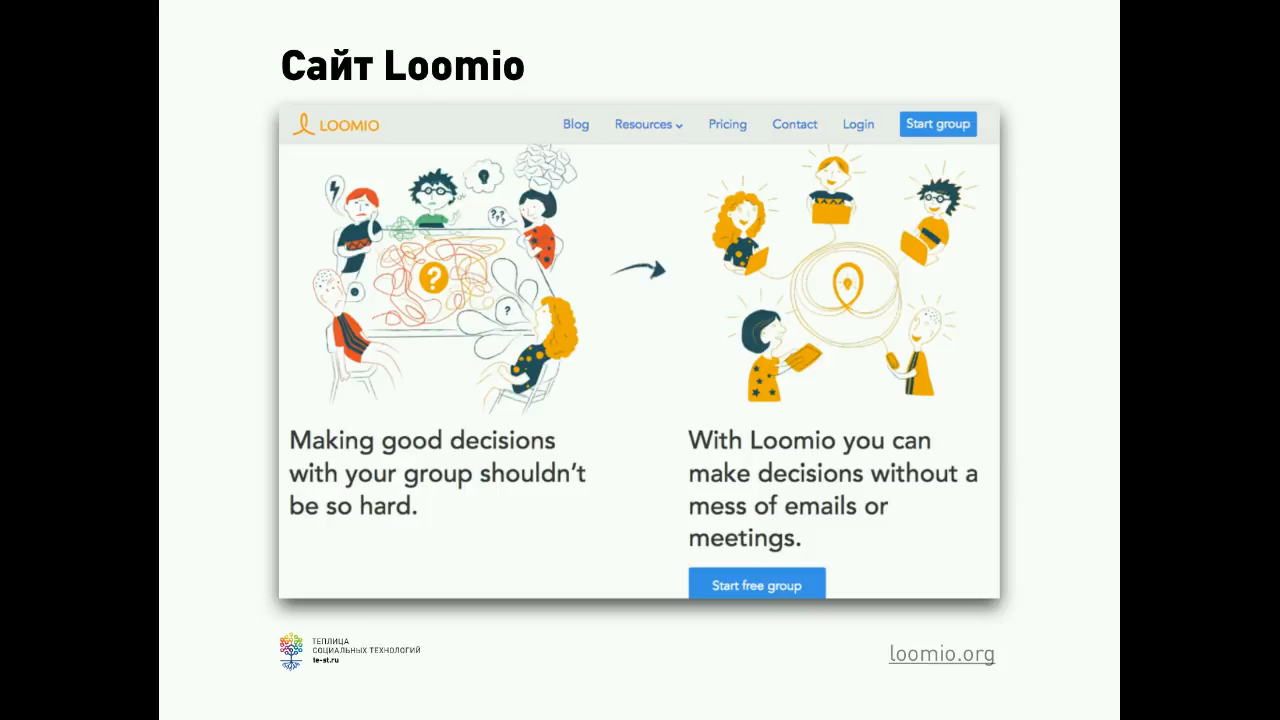 Сайт Loomio
LOOMIO
Blog
Resources
Pricing
Contact
Login
Start group
???
?
?
Making good decisions
with your group shouldn't
be so hard.
With Loomio you can
make decisions without a
mess of emails or
meetings.
Start free group
ТЕПЛИЦА
СОЦИАЛЬНЫХ ТЕХНОЛОГИЙ
te-st.ru
loomio.org